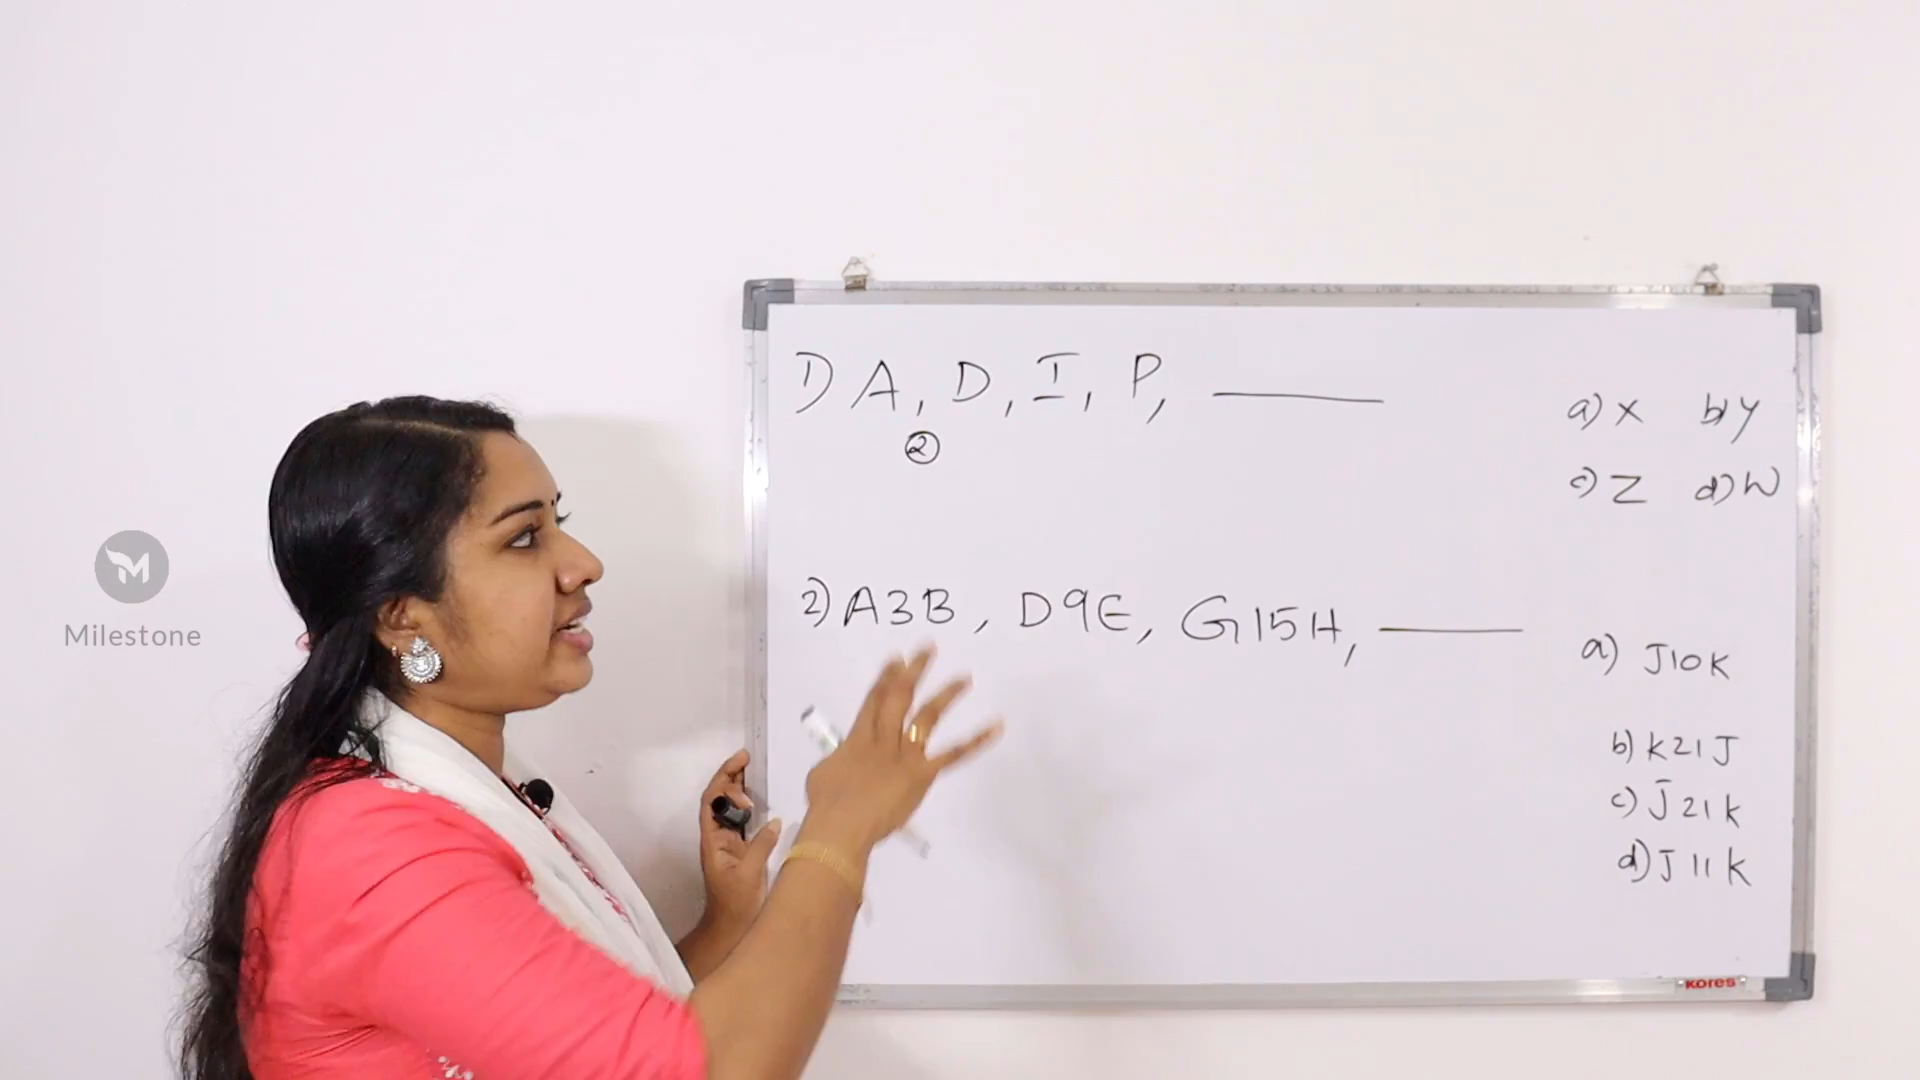 Milestone
1) A, D, I, P, ____
②
a) X b) Y
c) Z d) W
2) A3B, D9E, G15H, ____
a) J10K
b) K21J
c) J21K
d) J11K
KORES